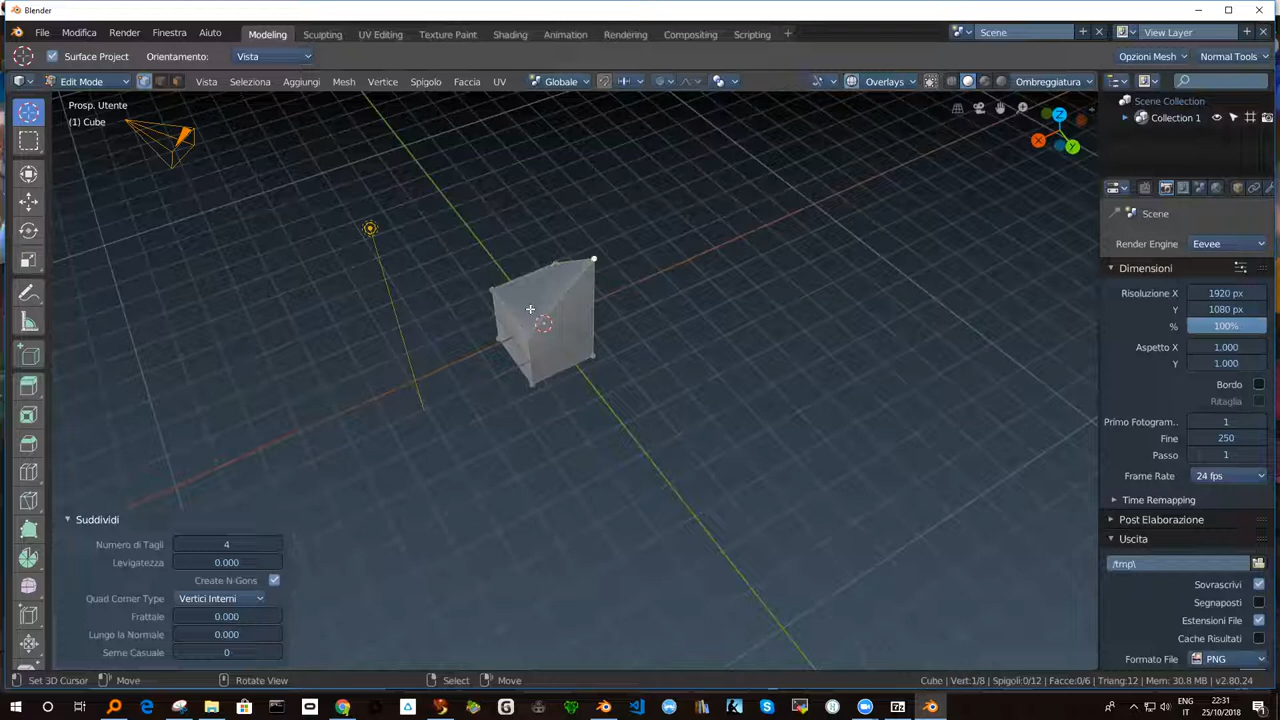 Blender
File Modifica Render Finestra Aiuto Modeling Sculpting UV Editing Texture Paint Shading Animation Rendering Compositing Scripting + Scene View Layer
Surface Project Orientamento: Vista Opzioni Mesh Normal Tools
Edit Mode Vista Seleziona Aggiungi Mesh Vertice Spigolo Faccia UV Globale Overlays Ombreggiatura
Prosp. Utente
(1) Cube
Z
X
Y
Scene Collection
Collection 1
Scene
Render Engine Eevee
Dimensioni
Risoluzione X 1920 px
Y 1080 px
% 100%
Aspetto X 1.000
Y 1.000
Bordo
Ritaglia
Primo Fotogram.. 1
Fine 250
Passo 1
Frame Rate 24 fps
Time Remapping
Post Elaborazione
Uscita
/tmp\
Sovrascrivi
Segnaposti
Estensioni File
Cache Risultati
Formato File PNG
Suddividi
Numero di Tagli 4
Levigatezza 0.000
Create N-Gons
Quad Corner Type Vertici Interni
Frattale 0.000
Lungo la Normale 0.000
Seme Casuale 0
Set 3D Cursor Move Rotate View Select Move Cube | Vert:1/8 | Spigoli:0/12 | Facce:0/6 | Triang:12 | Mem: 30.8 MB | v2.80.24
ENG 22:31
IT 25/10/2018